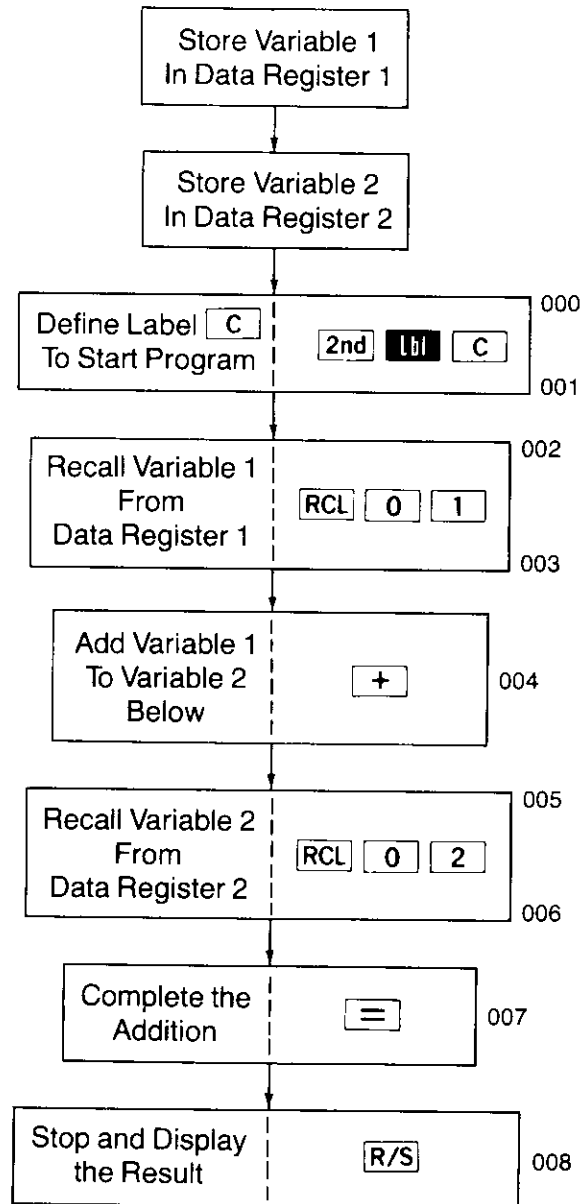 Store Variable 1
In Data Register 1
Store Variable 2
In Data Register 2
Define Label C
To Start Program
2nd Lbl C
000
001
Recall Variable 1
From
Data Register 1
RCL 0 1
002
003
Add Variable 1
To Variable 2
Below
+
004
Recall Variable 2
From
Data Register 2
RCL 0 2
005
006
Complete the
Addition
=
007
Stop and Display
the Result
R/S
008